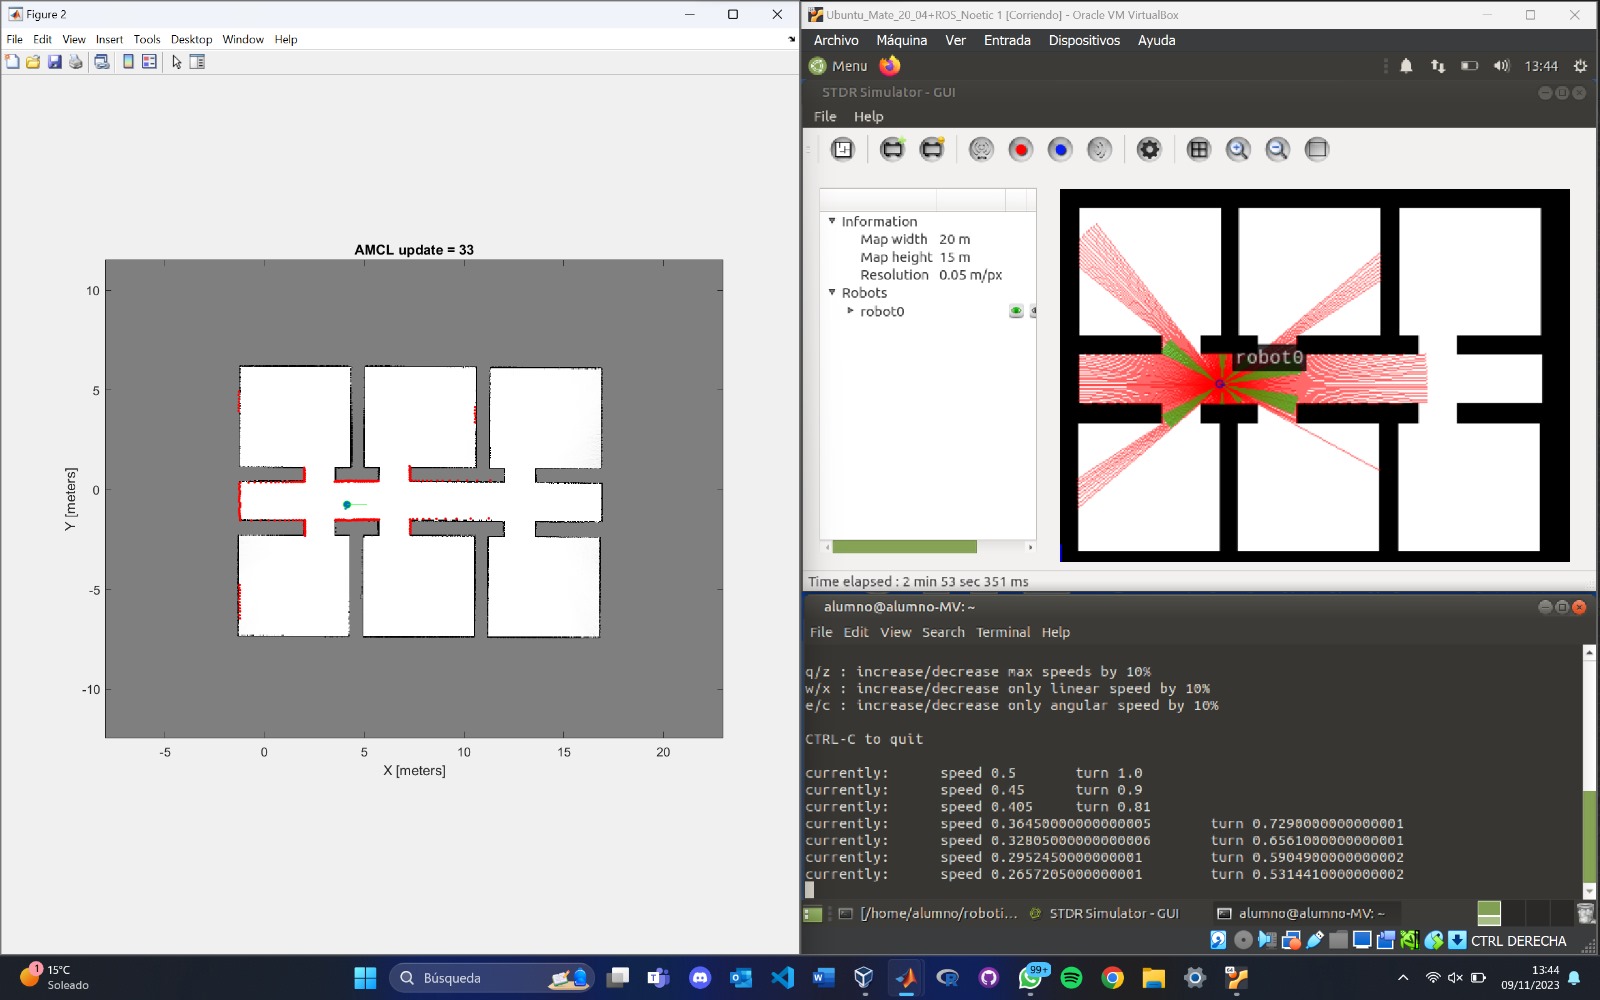 Figure 2
File Edit View Insert Tools Desktop Window Help
AMCL update = 33
10
5
0
-5
-10
Y [meters]
-5 0 5 10 15 20
X [meters]
Ubuntu_Mate_20_04+ROS_Noetic 1 [Corriendo] - Oracle VM VirtualBox
Archivo Máquina Ver Entrada Dispositivos Ayuda
Menu 13:44
STDR Simulator - GUI
File Help
Information
Map width 20 m
Map height 15 m
Resolution 0.05 m/px
Robots
robot0
robot0
Time elapsed : 2 min 53 sec 351 ms
alumno@alumno-MV: ~
File Edit View Search Terminal Help
q/z : increase/decrease max speeds by 10%
w/x : increase/decrease only linear speed by 10%
e/c : increase/decrease only angular speed by 10%
CTRL-C to quit
currently: speed 0.5 turn 1.0
currently: speed 0.45 turn 0.9
currently: speed 0.405 turn 0.81
currently: speed 0.36450000000000005 turn 0.7290000000000001
currently: speed 0.32805000000000006 turn 0.6561000000000001
currently: speed 0.2952450000000001 turn 0.5904900000000002
currently: speed 0.2657205000000001 turn 0.5314410000000002
[/home/alumno/roboti... STDR Simulator - GUI alumno@alumno-MV: ~
CTRL DERECHA
1
15°C
Soleado
Búsqueda
99+
13:44
09/11/2023